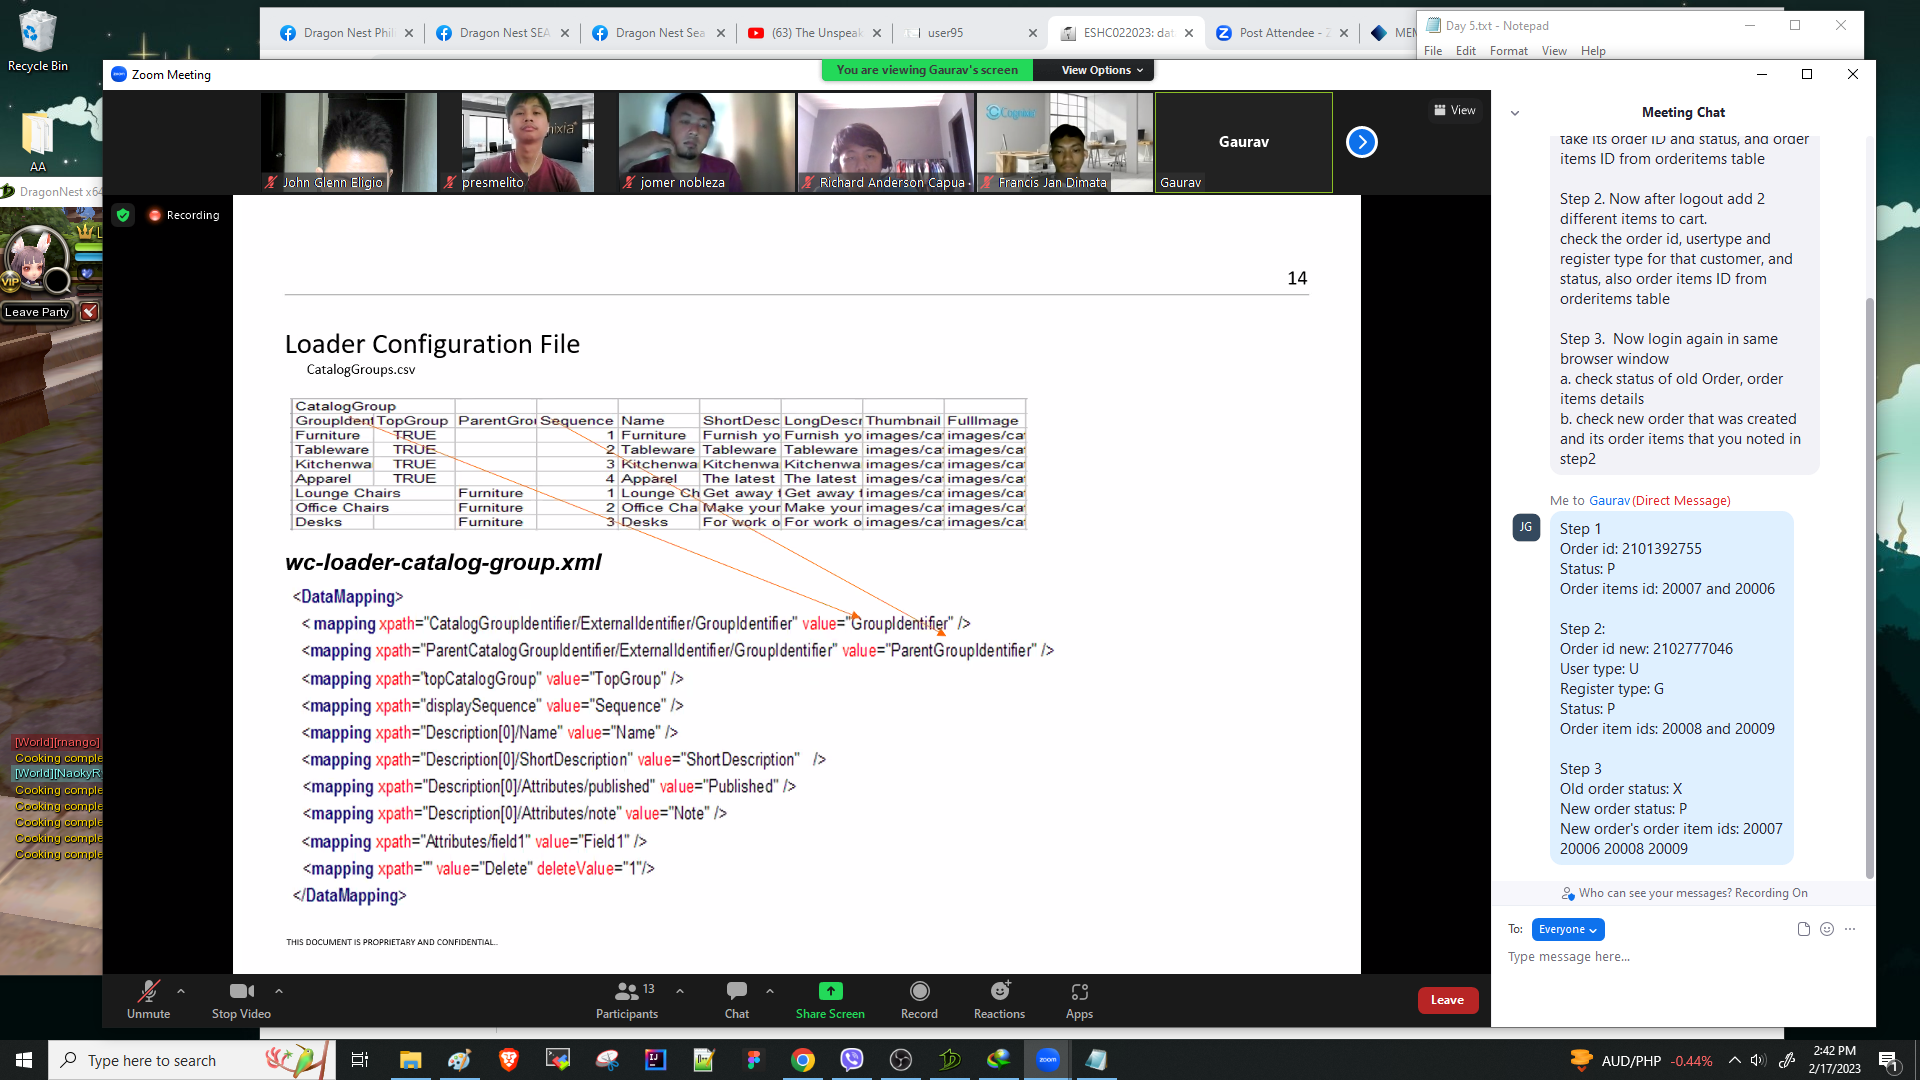 Recycle Bin
AA
DragonNest x64
VIP
Leave Party
[World][mango]
Cooking comple
[World][NaokyR
Cooking comple
Cooking comple
Cooking comple
Cooking comple
Cooking comple
Dragon Nest Phil
Dragon Nest SEA
Dragon Nest Sea
(63) The Unspeak
user95
ESHC022023: dat
Post Attendee - Z
MEM
Day 5.txt - Notepad
File Edit Format View Help
Zoom Meeting
You are viewing Gaurav's screen
View Options
John Glenn Eligio
presmelito
jomer nobleza
Richard Anderson Capua
Cognixia
Francis Jan Dimata
Gaurav
Gaurav
View
Recording
14
Loader Configuration File
CatalogGroups.csv
CatalogGroup
GroupIdent TopGroup ParentGrou Sequence Name ShortDesc LongDescr Thumbnail FullImage
Furniture TRUE 1 Furniture Furnish yo Furnish yo images/cat images/cat
Tableware TRUE 2 Tableware Tableware Tableware images/cat images/cat
Kitchenwa TRUE 3 Kitchenwa Kitchenwa Kitchenwa images/cat images/cat
Apparel TRUE 4 Apparel The latest The latest images/cat images/cat
Lounge Chairs Furniture 1 Lounge Ch Get away f Get away f images/cat images/cat
Office Chairs Furniture 2 Office Cha Make your Make your images/cat images/cat
Desks Furniture 3 Desks For work o For work o images/cat images/cat
wc-loader-catalog-group.xml
<DataMapping>
< mapping xpath="CatalogGroupIdentifier/ExternalIdentifier/GroupIdentifier" value="GroupIdentifier" />
<mapping xpath="ParentCatalogGroupIdentifier/ExternalIdentifier/GroupIdentifier" value="ParentGroupIdentifier" />
<mapping xpath="topCatalogGroup" value="TopGroup" />
<mapping xpath="displaySequence" value="Sequence" />
<mapping xpath="Description[0]/Name" value="Name" />
<mapping xpath="Description[0]/ShortDescription" value="ShortDescription" />
<mapping xpath="Description[0]/Attributes/published" value="Published" />
<mapping xpath="Description[0]/Attributes/note" value="Note" />
<mapping xpath="Attributes/field1" value="Field1" />
<mapping xpath="" value="Delete" deleteValue="1"/>
</DataMapping>
THIS DOCUMENT IS PROPRIETARY AND CONFIDENTIAL..
Meeting Chat
take its order ID and status, and order
items ID from orderitems table
Step 2. Now after logout add 2
different items to cart.
check the order id, usertype and
register type for that customer, and
status, also order items ID from
orderitems table
Step 3. Now login again in same
browser window
a. check status of old Order, order
items details
b. check new order that was created
and its order items that you noted in
step2
Me to Gaurav (Direct Message)
JG
Step 1
Order id: 2101392755
Status: P
Order items id: 20007 and 20006
Step 2:
Order id new: 2102777046
User type: U
Register type: G
Status: P
Order item ids: 20008 and 20009
Step 3
Old order status: X
New order status: P
New order's order item ids: 20007
20006 20008 20009
Who can see your messages? Recording On
To: Everyone
Type message here...
Unmute
Stop Video
13
Participants
Chat
Share Screen
Record
Reactions
Apps
Leave
Type here to search
AUD/PHP -0.44%
2:42 PM
2/17/2023
1